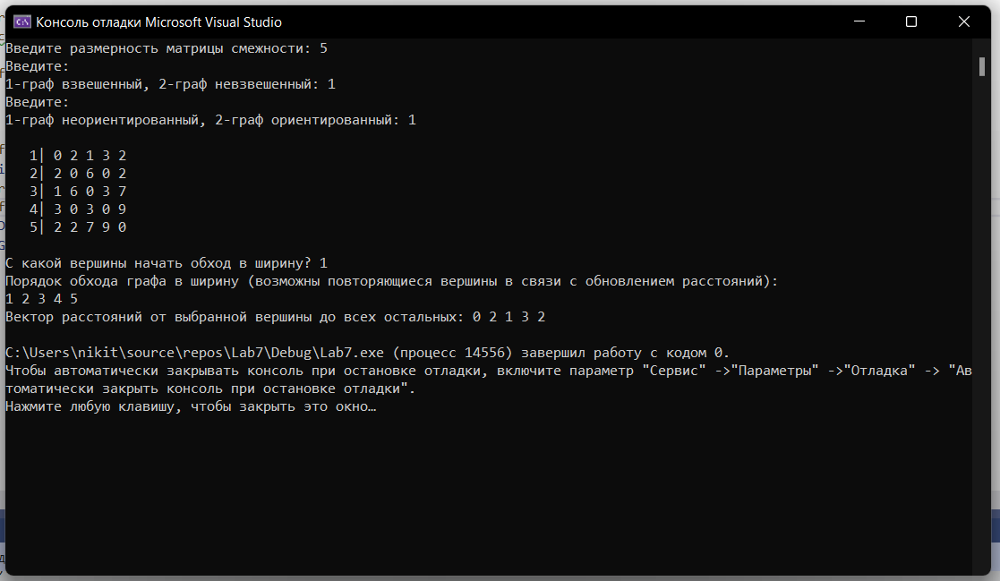 Консоль отладки Microsoft Visual Studio
Введите размерность матрицы смежности: 5
Введите:
1-граф взвешенный, 2-граф невзвешенный: 1
Введите:
1-граф неориентированный, 2-граф ориентированный: 1
1| 0 2 1 3 2
2| 2 0 6 0 2
3| 1 6 0 3 7
4| 3 0 3 0 9
5| 2 2 7 9 0
С какой вершины начать обход в ширину? 1
Порядок обхода графа в ширину (возможны повторяющиеся вершины в связи с обновлением расстояний):
1 2 3 4 5
Вектор расстояний от выбранной вершины до всех остальных: 0 2 1 3 2
C:\Users\nikit\source\repos\Lab7\Debug\Lab7.exe (процесс 14556) завершил работу с кодом 0.
Чтобы автоматически закрывать консоль при остановке отладки, включите параметр "Сервис" ->"Параметры" ->"Отладка" -> "Ав
томатически закрыть консоль при остановке отладки".
Нажмите любую клавишу, чтобы закрыть это окно…